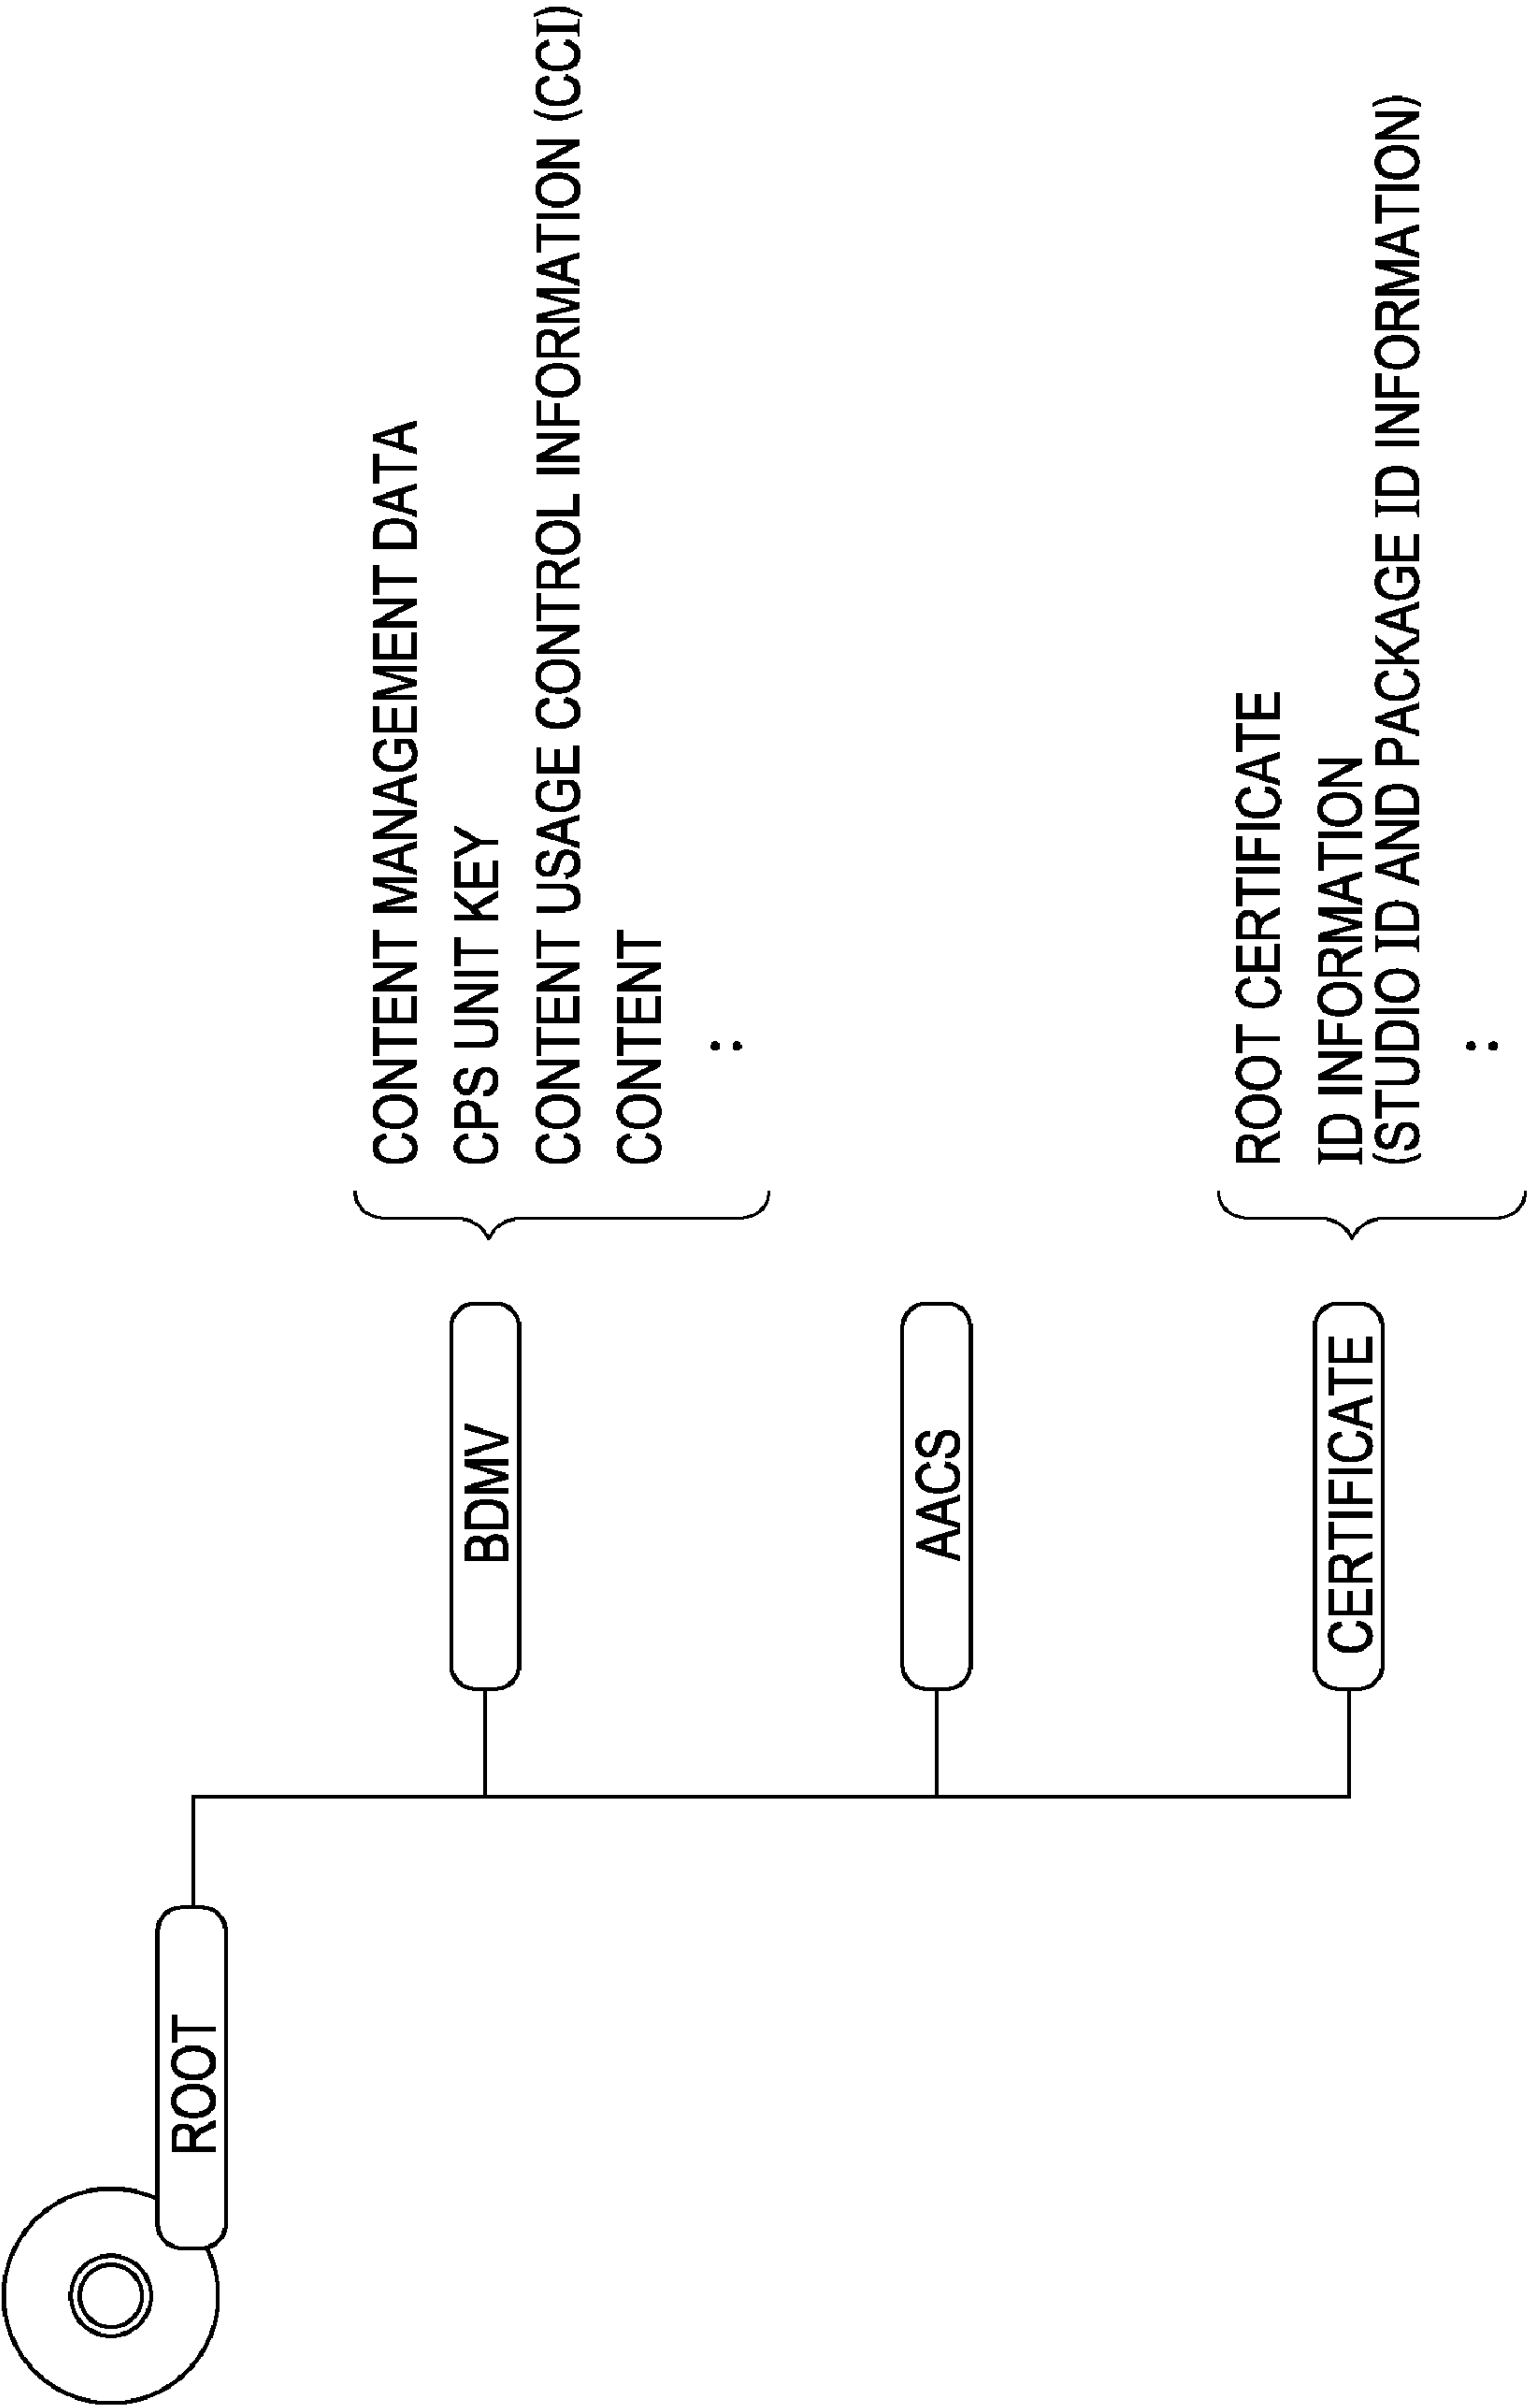 ROOT
BDMV
CONTENT MANAGEMENT DATA
CPS UNIT KEY
CONTENT USAGE CONTROL INFORMATION (CCI)
CONTENT
:
AACS
CERTIFICATE
ROOT CERTIFICATE
ID INFORMATION
(STUDIO ID AND PACKAGE ID INFORMATION)
: